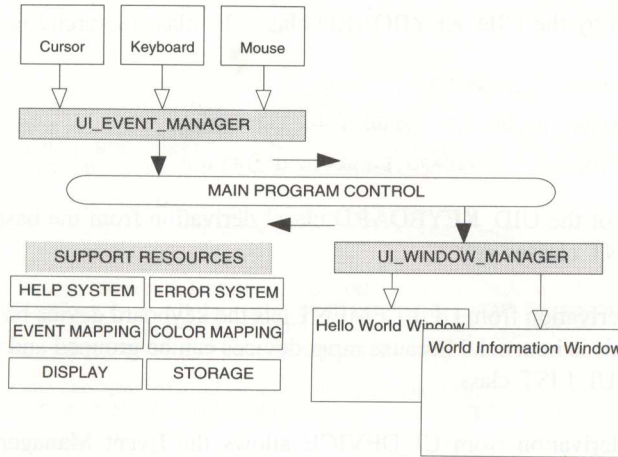 Cursor
Keyboard
Mouse
UI_EVENT_MANAGER
MAIN PROGRAM CONTROL
SUPPORT RESOURCES
HELP SYSTEM
ERROR SYSTEM
EVENT MAPPING
COLOR MAPPING
DISPLAY
STORAGE
UI_WINDOW_MANAGER
Hello World Window
World Information Window